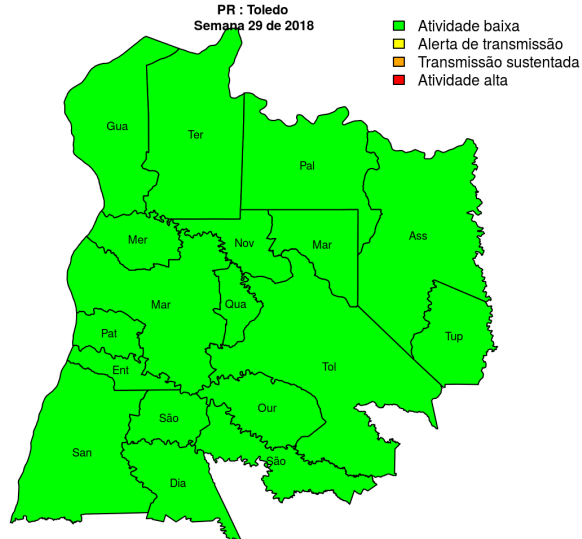 PR : Toledo
Semana 29 de 2018
Atividade baixa
Alerta de transmissão
Transmissão sustentada
Atividade alta
Gua
Ter
Pal
Ass
Mer
Nov
Mar
Mar
Qua
Pat
Tup
Ent
Tol
São
Our
San
São
Dia